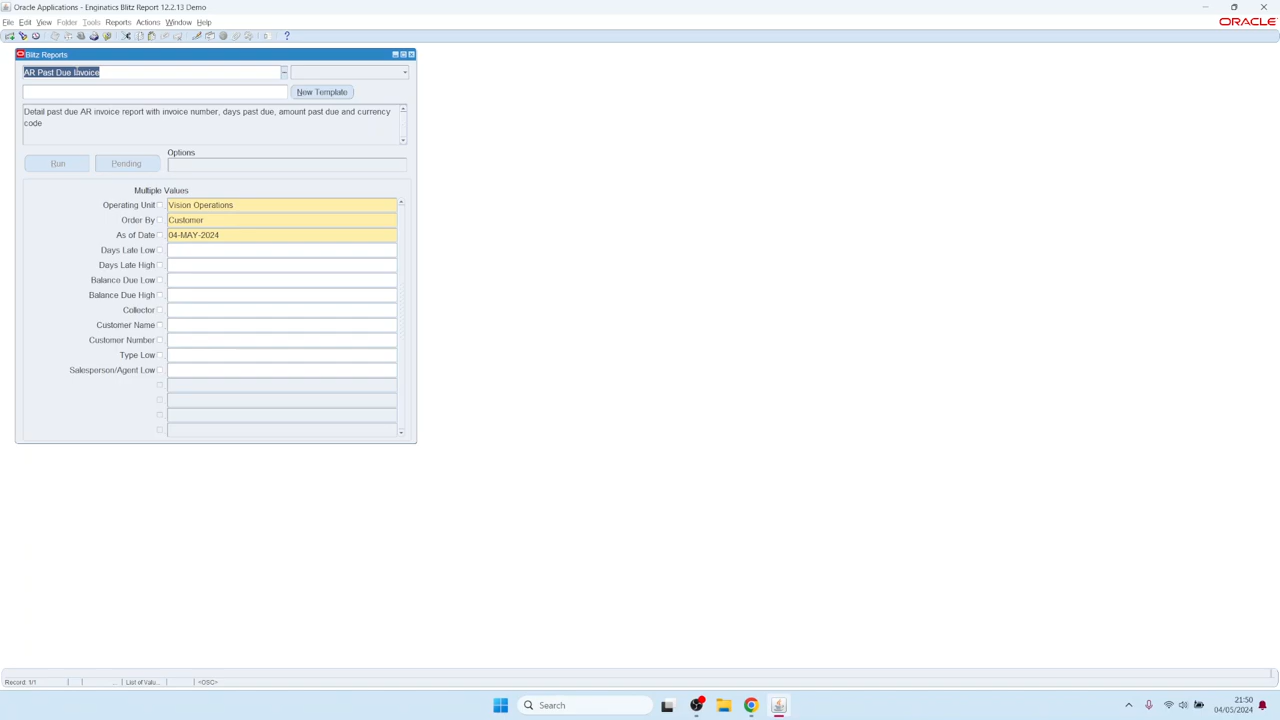 Oracle Applications - Enginatics Blitz Report 12.2.13 Demo
File Edit View Folder Tools Reports Actions Window Help
ORACLE
Blitz Reports
AR Past Due Invoice
New Template
Detail past due AR invoice report with invoice number, days past due, amount past due and currency
code
Run Pending Options
Multiple Values
Operating Unit Vision Operations
Order By Customer
As of Date 04-MAY-2024
Days Late Low
Days Late High
Balance Due Low
Balance Due High
Collector
Customer Name
Customer Number
Type Low
Salesperson/Agent Low
Record: 1/1 ... List of Valu... <OSC>
Search
21:50
04/05/2024